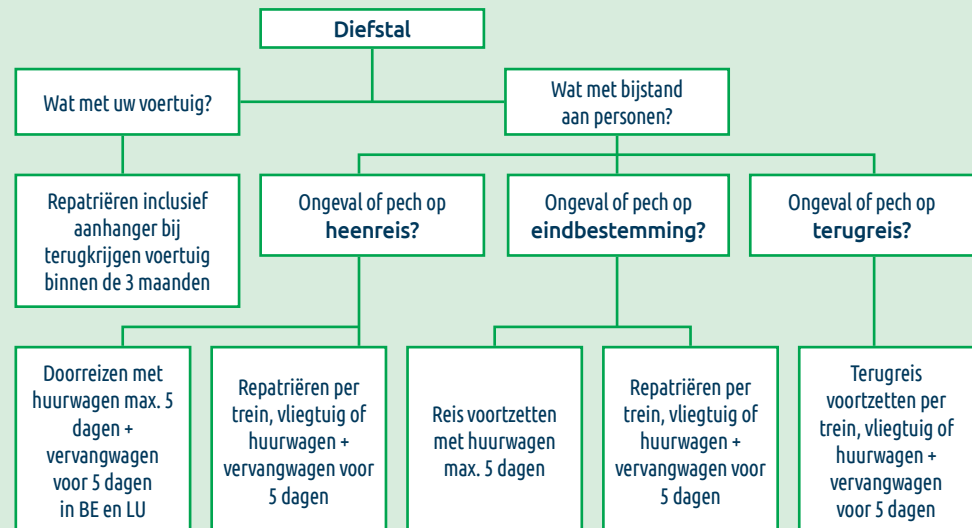 Diefstal
Wat met uw voertuig?
Wat met bijstand
aan personen?
Repatriëren inclusief
aanhanger bij
terugkrijgen voertuig
binnen de 3 maanden
Ongeval of pech op
heenreis?
Ongeval of pech op
eindbestemming?
Ongeval of pech op
terugreis?
Doorreizen met
huurwagen max. 5
dagen +
vervangwagen
voor 5 dagen
in BE en LU
Repatriëren per
trein, vliegtuig of
huurwagen +
vervangwagen voor
5 dagen
Reis voortzetten
met huurwagen
max. 5 dagen
Repatriëren per
trein, vliegtuig of
huurwagen +
vervangwagen voor
5 dagen
Terugreis
voortzetten per
trein, vliegtuig of
huurwagen +
vervangwagen
voor 5 dagen